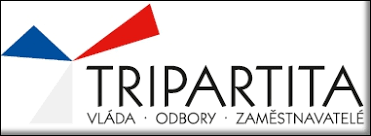 TRIPARTITA
VLÁDA · ODBORY · ZAMĚSTNAVATELÉ